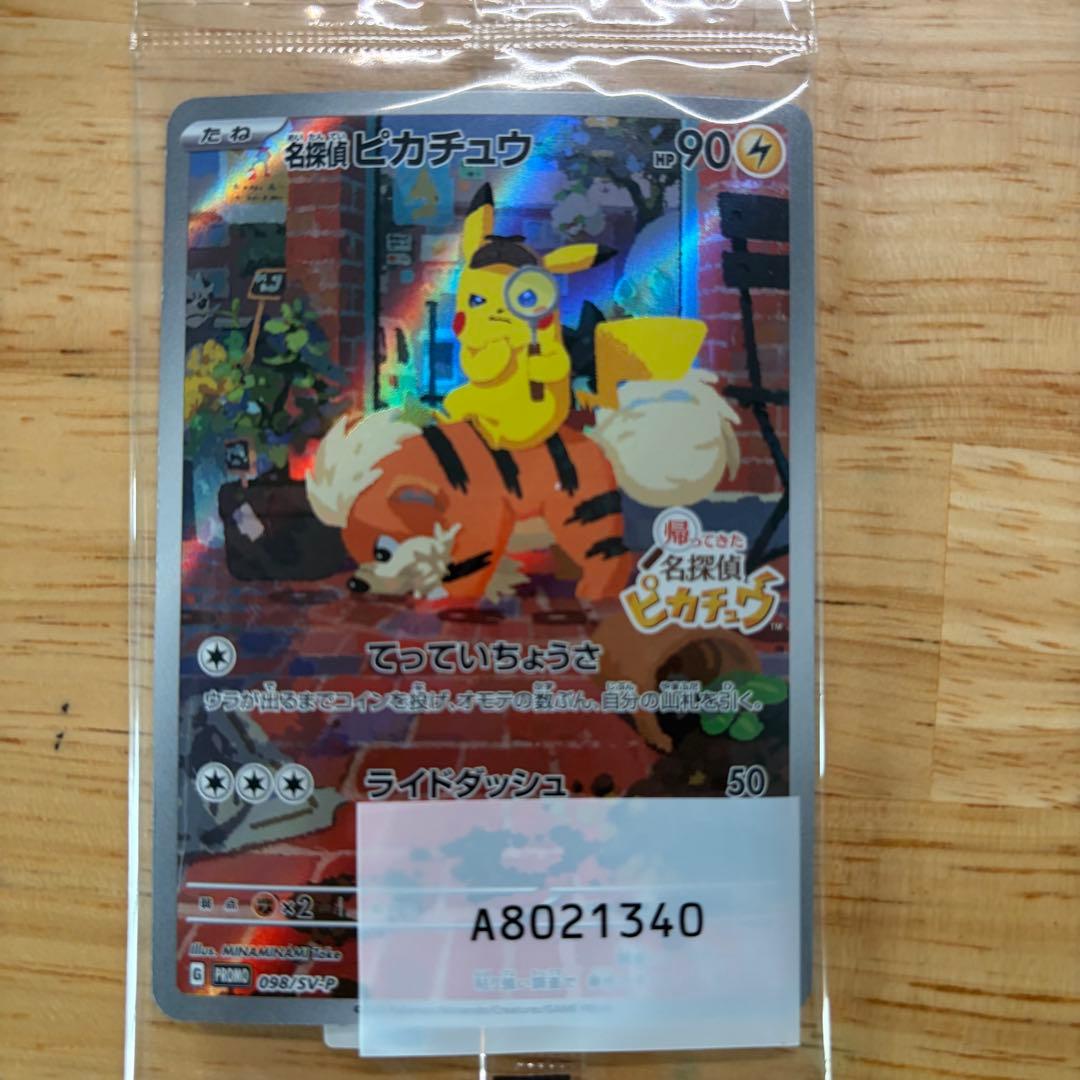 たね
名探偵ピカチュウ
HP90
帰ってきた
名探偵
ピカチュウ
TM
てっていちょうさ
ウラが出るまでコインを投げ、オモテの数ぶん、自分の山札を引く。
ライドダッシュ 50
弱点 ×2
A8021340
Illus. MINAMINAMI Take
G PROMO 098/SV-P